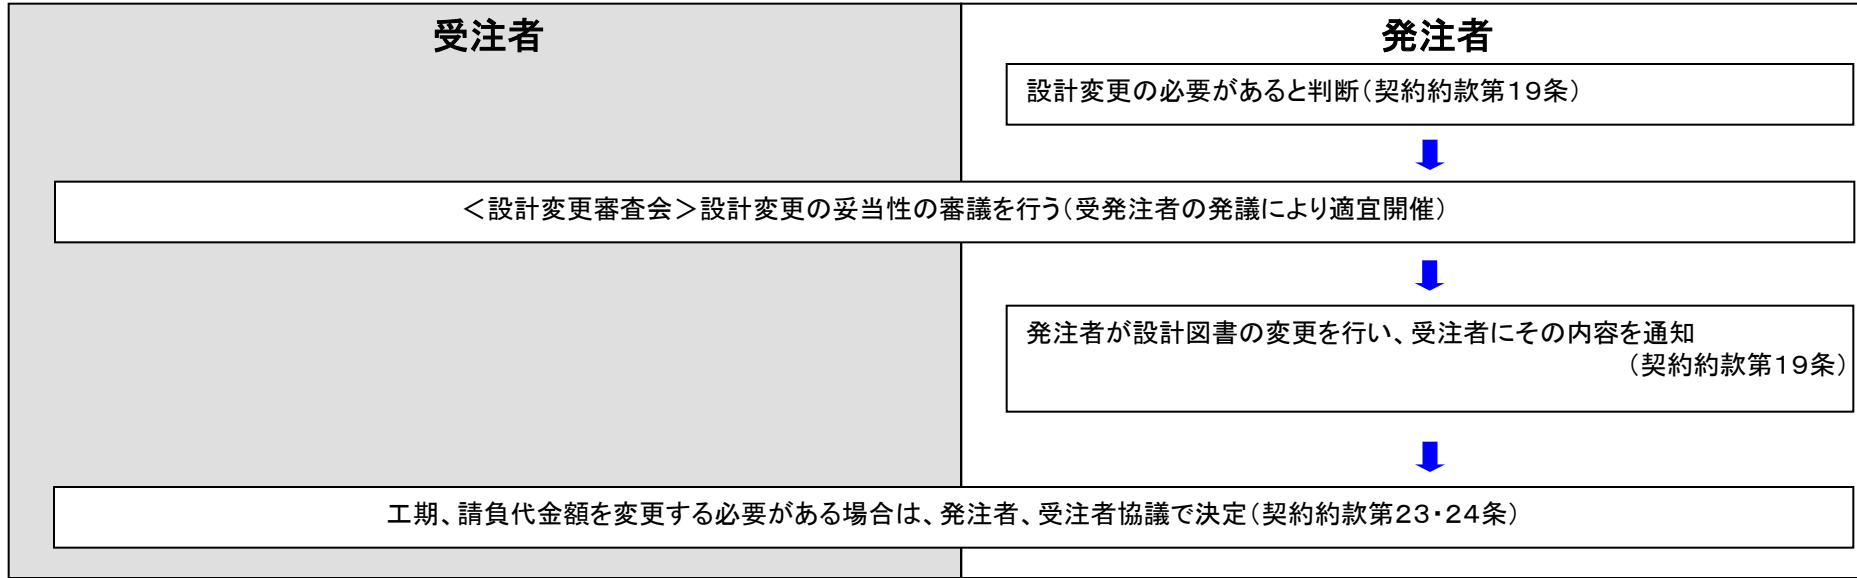 受注者
発注者
設計変更の必要があると判断（契約約款第１９条）
＜設計変更審査会＞設計変更の妥当性の審議を行う（受発注者の発議により適宜開催）
発注者が設計図書の変更を行い、受注者にその内容を通知
（契約約款第１９条）
工期、請負代金額を変更する必要がある場合は、発注者、受注者協議で決定（契約約款第２３・２４条）